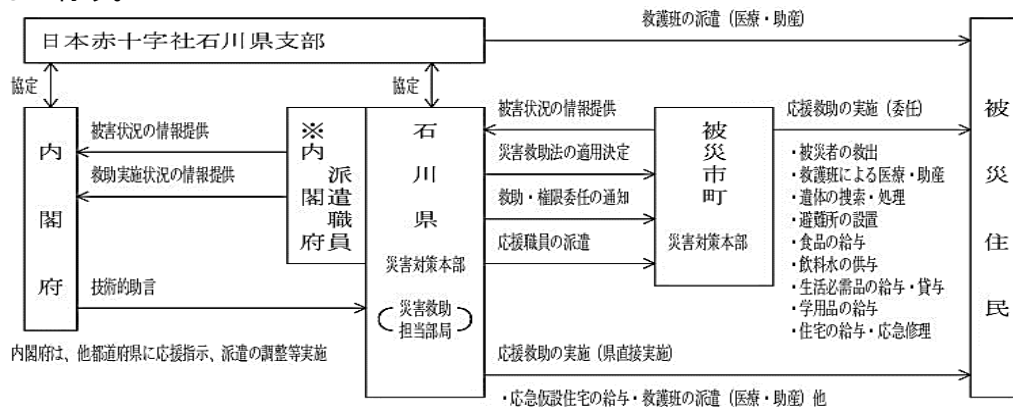 救護班の派遣（医療・助産）
日本赤十字社石川県支部
協定
協定
内閣府
被害状況の情報提供
救助実施状況の情報提供
技術的助言
内閣府は、他都道府県に応援指示、派遣の調整等実施
※内閣府
派遣職員
石川県
災害対策本部
災害救助
担当部局
被害状況の情報提供
災害救助法の適用決定
救助・権限委任の通知
応援職員の派遣
被災市町
災害対策本部
応援救助の実施（委任）
・被災者の救出
・救護班による医療・助産
・遺体の捜索・処理
・避難所の設置
・食品の給与
・飲料水の供与
・生活必需品の給与・貸与
・学用品の給与
・住宅の給与・応急修理
応援救助の実施（県直接実施）
・応急仮設住宅の給与・救護班の派遣（医療・助産）他
被災住民